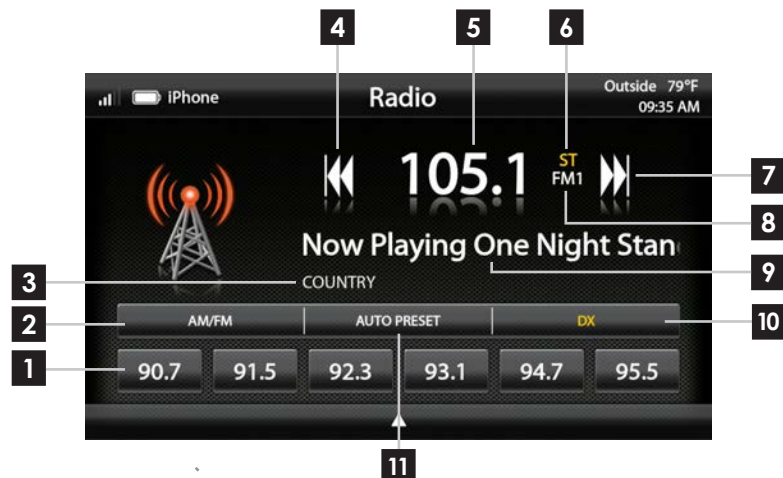 4 5 6
iPhone Radio Outside 79°F
09:35 AM
105.1 ST
FM1
7
8
Now Playing One Night Stan
9
3 COUNTRY
2 AM/FM AUTO PRESET DX 10
1 90.7 91.5 92.3 93.1 94.7 95.5
11